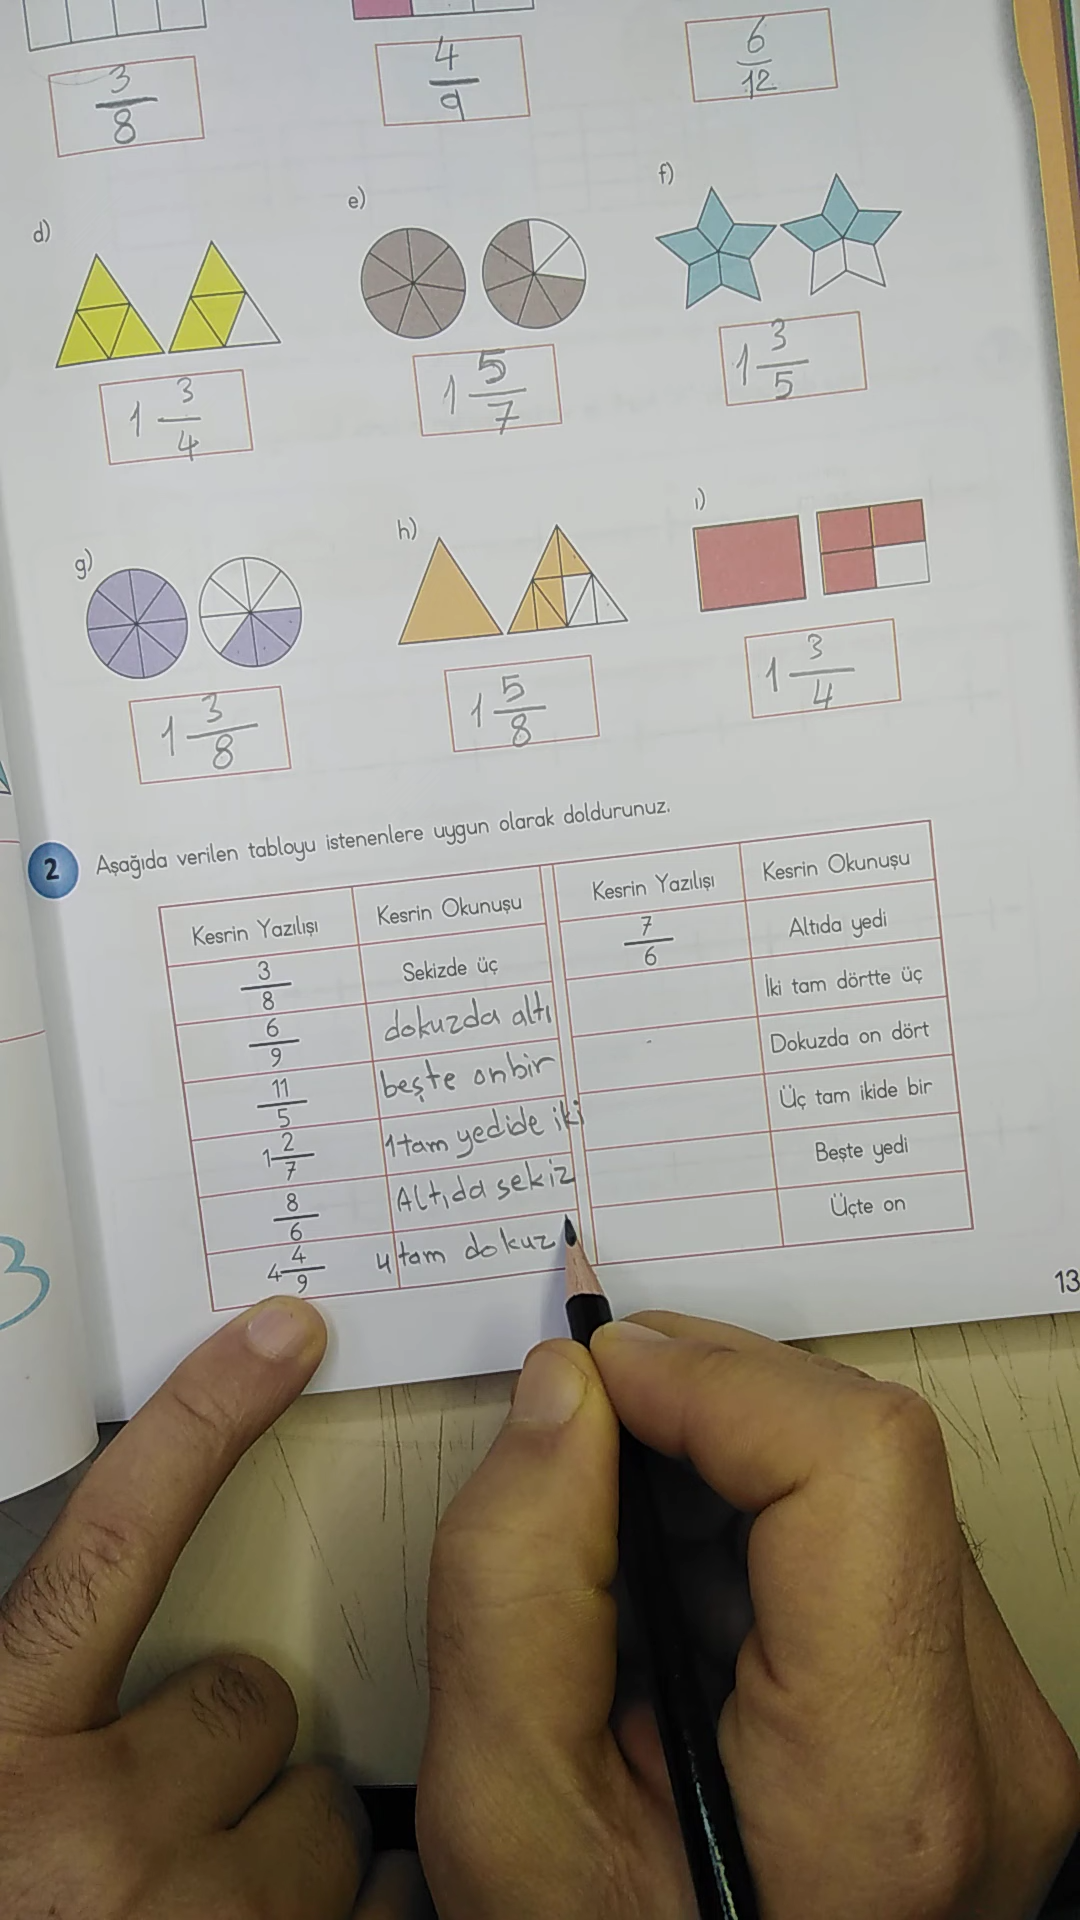 3/8
4/9
6/12
d)
e)
f)
1 3/4
1 5/7
1 3/5
g)
h)
ı)
1 3/8
1 5/8
1 3/4
2 Aşağıda verilen tabloyu istenenlere uygun olarak doldurunuz.
Kesrin Yazılışı Kesrin Okunuşu
3/8 Sekizde üç
6/9 dokuzda altı
11/5 beşte onbir
1 2/7 1 tam yedide iki
8/6 Altıda sekiz
4 4/9 4 tam dokuz
Kesrin Yazılışı Kesrin Okunuşu
7/6 Altıda yedi
İki tam dörtte üç
Dokuzda on dört
Üç tam ikide bir
Beşte yedi
Üçte on
13
3